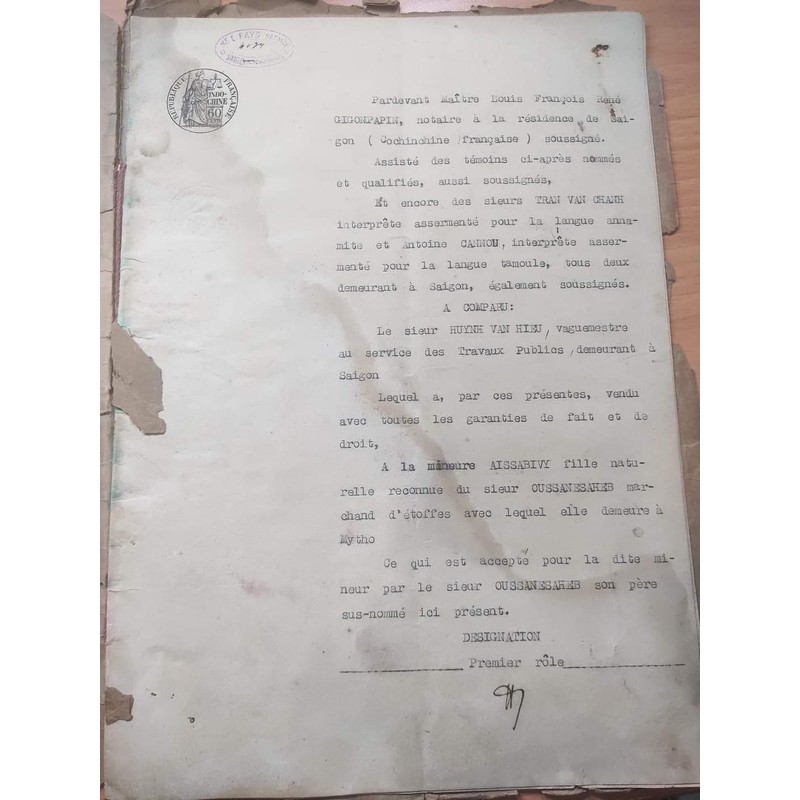 RÉPUBLIQUE FRANÇAISE
INDO-
CHINE
60
CENTS
Pardevant Maître Louis François René
GIGONPAPIN, notaire à la résidence de Sai-
gon ( Cochinchine française ) soussigné.
Assisté des témoins ci-après nommés
et qualifiés, aussi soussignés,
Et encore des sieurs TRAN VAN CHANH
interprète assermenté pour la langue anna-
mite et Antoine CANNOU, interprête asser-
menté pour la langue tamoule, tous deux
demeurant à Saigon, également soussignés.
A COMPARU:
Le sieur HUYNH VAN HIEU, vaguemestre
au service des Travaux Publics, demeurant à
Saigon
Lequel a, par ces présentes, vendu
avec toutes les garanties de fait et de
droit,
A la mineure AISSABIVY fille natu-
relle reconnue du sieur OUSSANESAHEB mar-
chand d'étoffes avec lequel elle demeure à
Mytho
Ce qui est accepté pour la dite mi-
neur par le sieur OUSSANESAHEB son père
sus-nommé ici présent.
DESIGNATION
Premier rôle